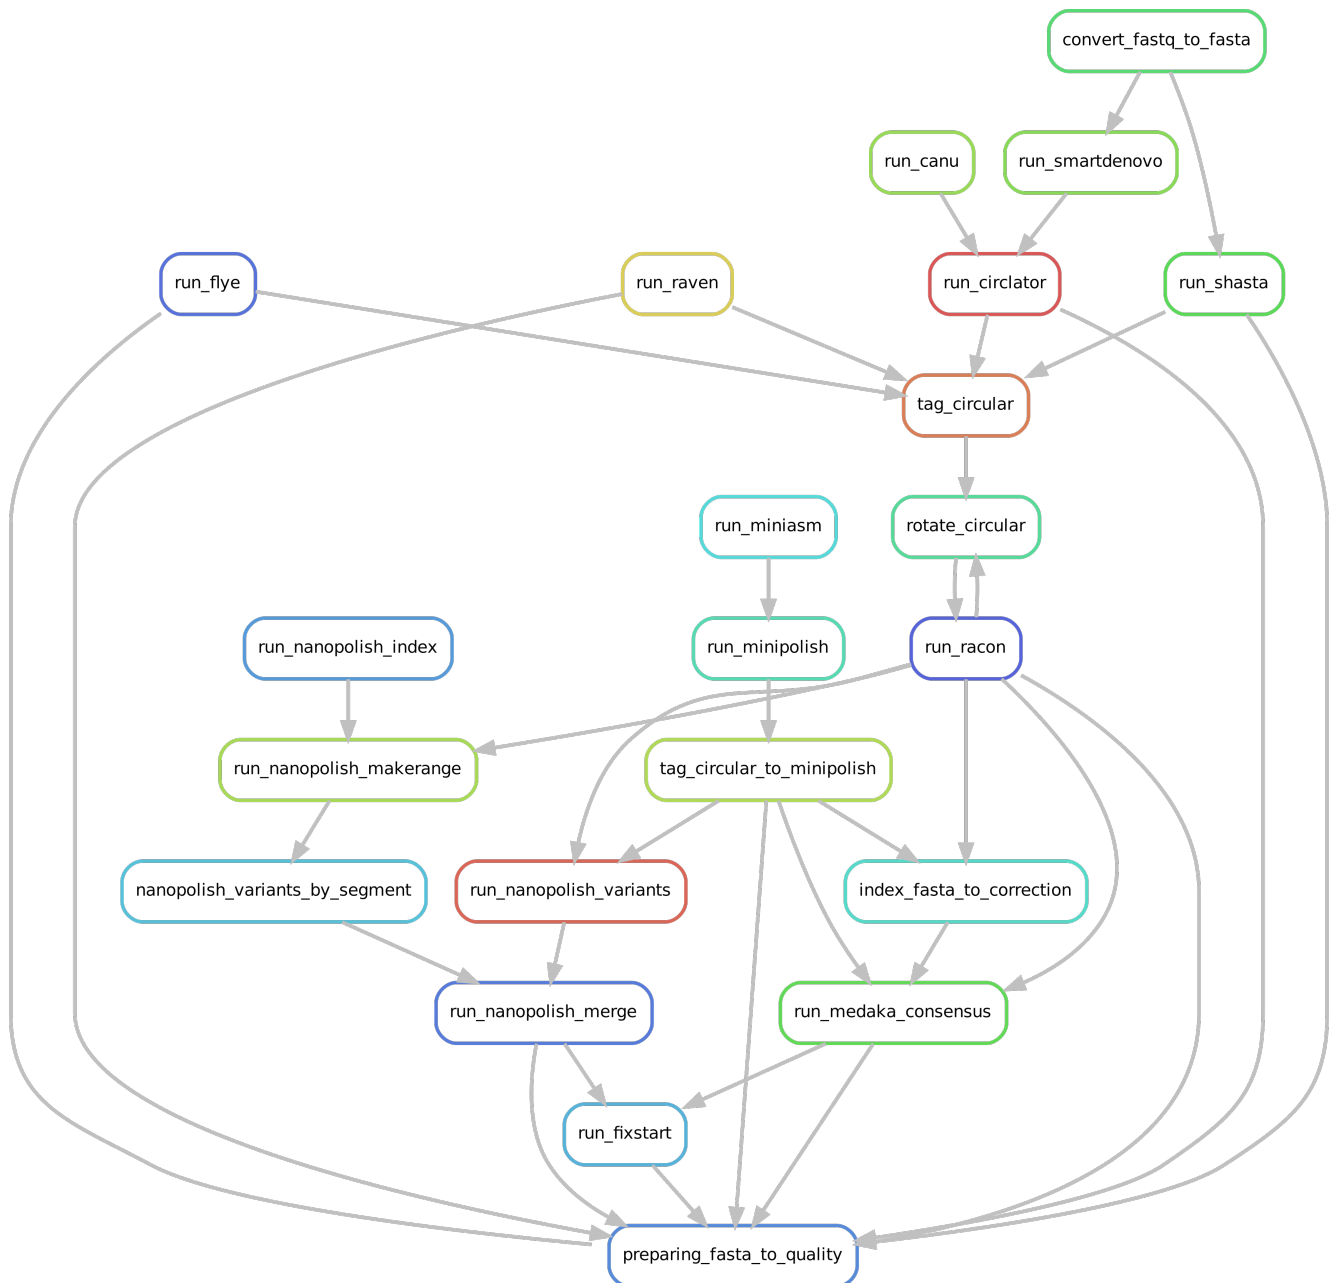 convert_fastq_to_fasta
run_canu
run_smartdenovo
run_flye
run_raven
run_circlator
run_shasta
tag_circular
run_miniasm
rotate_circular
run_nanopolish_index
run_minipolish
run_racon
run_nanopolish_makerange
tag_circular_to_minipolish
nanopolish_variants_by_segment
run_nanopolish_variants
index_fasta_to_correction
run_nanopolish_merge
run_medaka_consensus
run_fixstart
preparing_fasta_to_quality